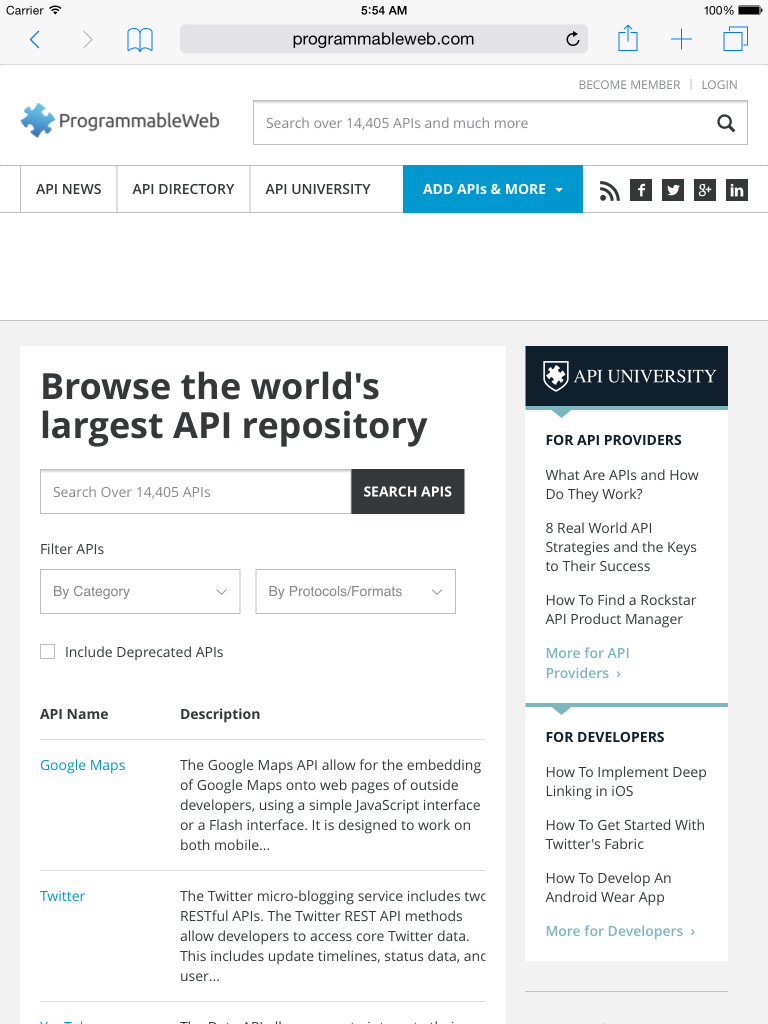 Carrier
5:54 AM
100%
programmableweb.com
BECOME MEMBER | LOGIN
ProgrammableWeb
Search over 14,405 APIs and much more
API NEWS
API DIRECTORY
API UNIVERSITY
ADD APIs & MORE
Browse the world's
largest API repository
Search Over 14,405 APIs
SEARCH APIS
Filter APIs
By Category
By Protocols/Formats
Include Deprecated APIs
API Name
Description
Google Maps
The Google Maps API allow for the embedding
of Google Maps onto web pages of outside
developers, using a simple JavaScript interface
or a Flash interface. It is designed to work on
both mobile...
Twitter
The Twitter micro-blogging service includes two
RESTful APIs. The Twitter REST API methods
allow developers to access core Twitter data.
This includes update timelines, status data, and
user...
API UNIVERSITY
FOR API PROVIDERS
What Are APIs and How
Do They Work?
8 Real World API
Strategies and the Keys
to Their Success
How To Find a Rockstar
API Product Manager
More for API
Providers ›
FOR DEVELOPERS
How To Implement Deep
Linking in iOS
How To Get Started With
Twitter's Fabric
How To Develop An
Android Wear App
More for Developers ›